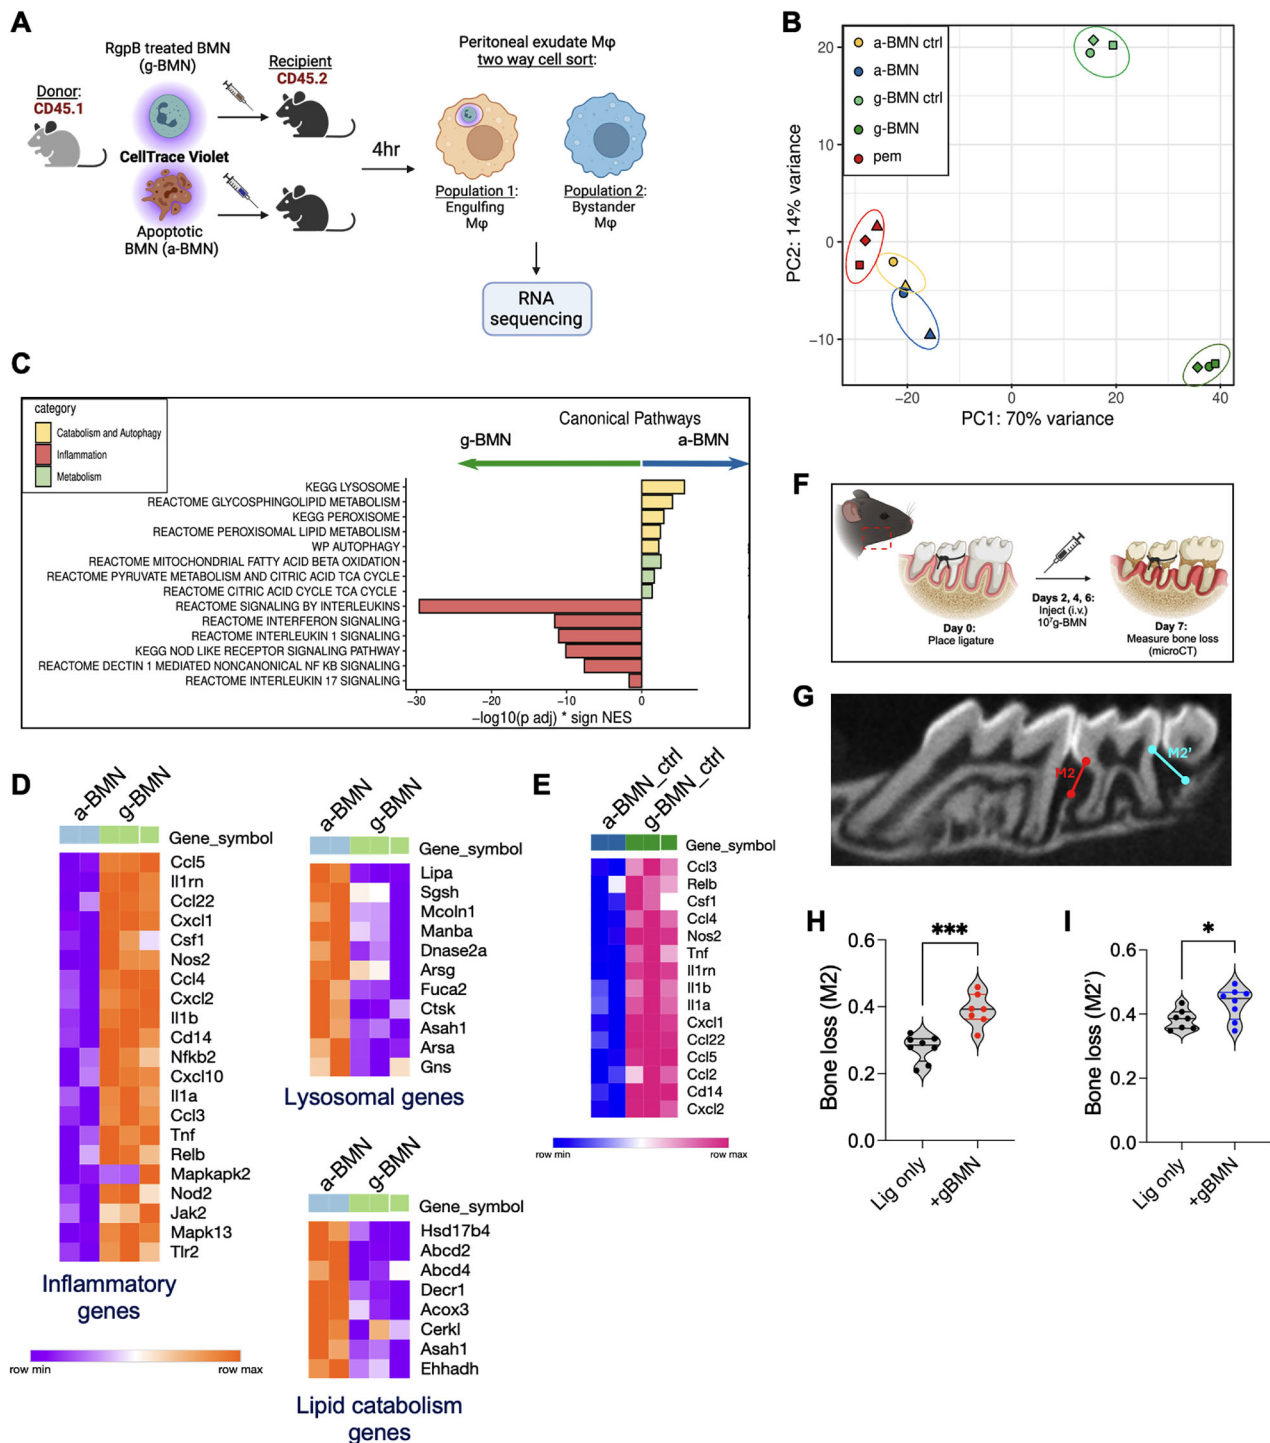 A
RgpB treated BMN
(g-BMN)
Donor:
CD45.1
CellTrace Violet
Apoptotic
BMN (a-BMN)
Recipient
CD45.2
4hr
Peritoneal exudate Mφ
two way cell sort:
Population 1:
Engulfing
Mφ
Population 2:
Bystander
Mφ
RNA
sequencing
B
a-BMN ctrl
a-BMN
g-BMN ctrl
g-BMN
pem
20
10
0
−10
PC2: 14% variance
−20
0
20
40
PC1: 70% variance
C
category
Catabolism and Autophagy
Inflammation
Metabolism
Canonical Pathways
g-BMN
a-BMN
KEGG LYSOSOME
REACTOME GLYCOSPHINGOLIPID METABOLISM
KEGG PEROXISOME
REACTOME PEROXISOMAL LIPID METABOLISM
WP AUTOPHAGY
REACTOME MITOCHONDRIAL FATTY ACID BETA OXIDATION
REACTOME PYRUVATE METABOLISM AND CITRIC ACID TCA CYCLE
REACTOME CITRIC ACID CYCLE TCA CYCLE
REACTOME SIGNALING BY INTERLEUKINS
REACTOME INTERFERON SIGNALING
REACTOME INTERLEUKIN 1 SIGNALING
KEGG NOD LIKE RECEPTOR SIGNALING PATHWAY
REACTOME DECTIN 1 MEDIATED NONCANONICAL NF KB SIGNALING
REACTOME INTERLEUKIN 17 SIGNALING
−30
−20
−10
0
−log10(p adj) * sign NES
D
a-BMN
g-BMN
Gene_symbol
Ccl5
Il1rn
Ccl22
Cxcl1
Csf1
Nos2
Ccl4
Cxcl2
Il1b
Cd14
Nfkb2
Cxcl10
Il1a
Ccl3
Tnf
Relb
Mapkapk2
Nod2
Jak2
Mapk13
Tlr2
Inflammatory
genes
row min
row max
a-BMN
g-BMN
Gene_symbol
Lipa
Sgsh
Mcoln1
Manba
Dnase2a
Arsg
Fuca2
Ctsk
Asah1
Arsa
Gns
Lysosomal genes
a-BMN
g-BMN
Gene_symbol
Hsd17b4
Abcd2
Abcd4
Decr1
Acox3
Cerkl
Asah1
Ehhadh
Lipid catabolism
genes
E
a-BMN_ctrl
g-BMN_ctrl
Gene_symbol
Ccl3
Relb
Csf1
Ccl4
Nos2
Tnf
Il1rn
Il1b
Il1a
Cxcl1
Ccl22
Ccl5
Ccl2
Cd14
Cxcl2
row min
row max
F
Day 0:
Place ligature
Days 2, 4, 6:
Inject (i.v.)
10⁷g-BMN
Day 7:
Measure bone loss
(microCT)
G
M2
M2'
H
***
0.6
0.4
0.2
0.0
Bone loss (M2)
Lig only
+gBMN
I
*
0.6
0.4
0.2
0.0
Bone loss (M2')
Lig only
+gBMN